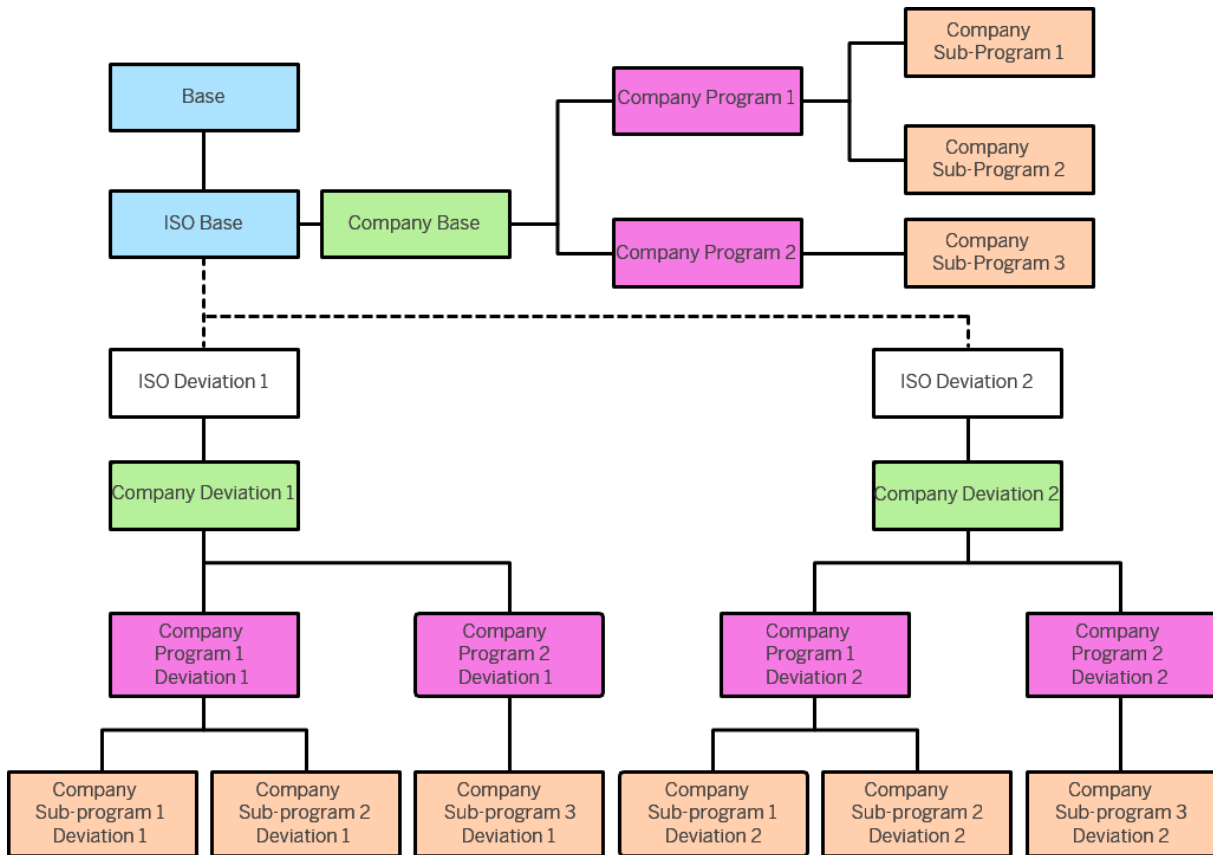 Company
Sub-Program 1
Base
Company Program 1
Company
Sub-Program 2
ISO Base
Company Base
Company Program 2
Company
Sub-Program 3
ISO Deviation 1
ISO Deviation 2
Company Deviation 1
Company Deviation 2
Company
Program 1
Deviation 1
Company
Program 2
Deviation 1
Company
Program 1
Deviation 2
Company
Program 2
Deviation 2
Company
Sub-program 1
Deviation 1
Company
Sub-program 2
Deviation 1
Company
Sub-program 3
Deviation 1
Company
Sub-program 1
Deviation 2
Company
Sub-program 2
Deviation 2
Company
Sub-program 3
Deviation 2